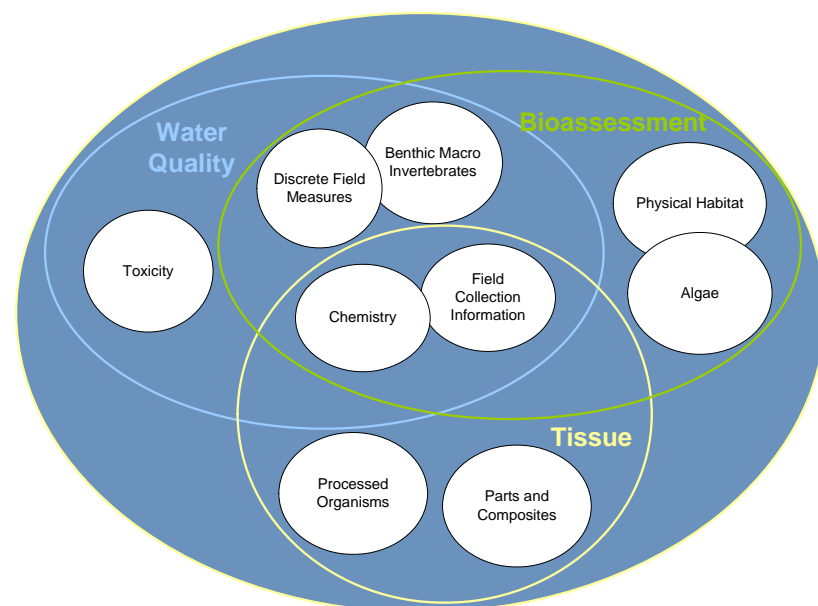 Water
Quality
Bioassessment
Benthic Macro
Invertebrates
Discrete Field
Measures
Physical Habitat
Toxicity
Algae
Field
Collection
Information
Chemistry
Tissue
Processed
Organisms
Parts and
Composites